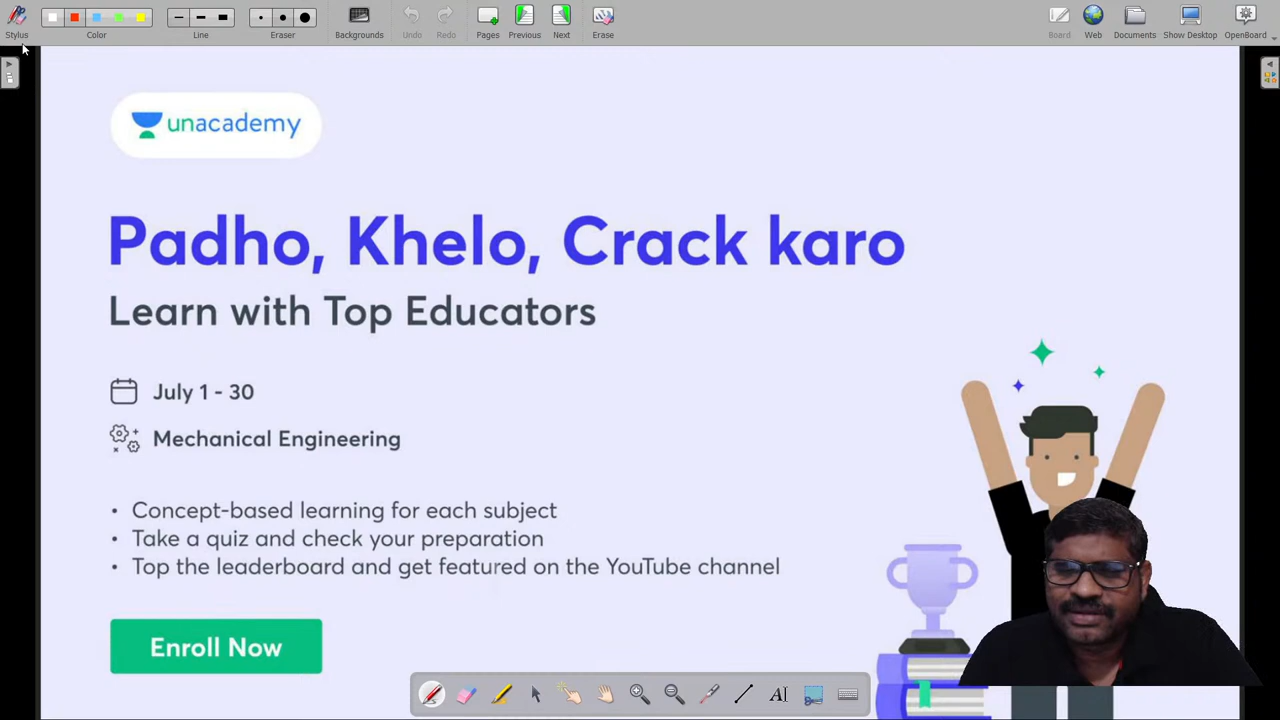 Stylus
Color
Line
Eraser
Backgrounds
Undo
Redo
Pages
Previous
Next
Erase
Board
Web
Documents
Show Desktop
OpenBoard
unacademy
Padho, Khelo, Crack karo
Learn with Top Educators
July 1 - 30
Mechanical Engineering
• Concept-based learning for each subject
• Take a quiz and check your preparation
• Top the leaderboard and get featured on the YouTube channel
Enroll Now
AI